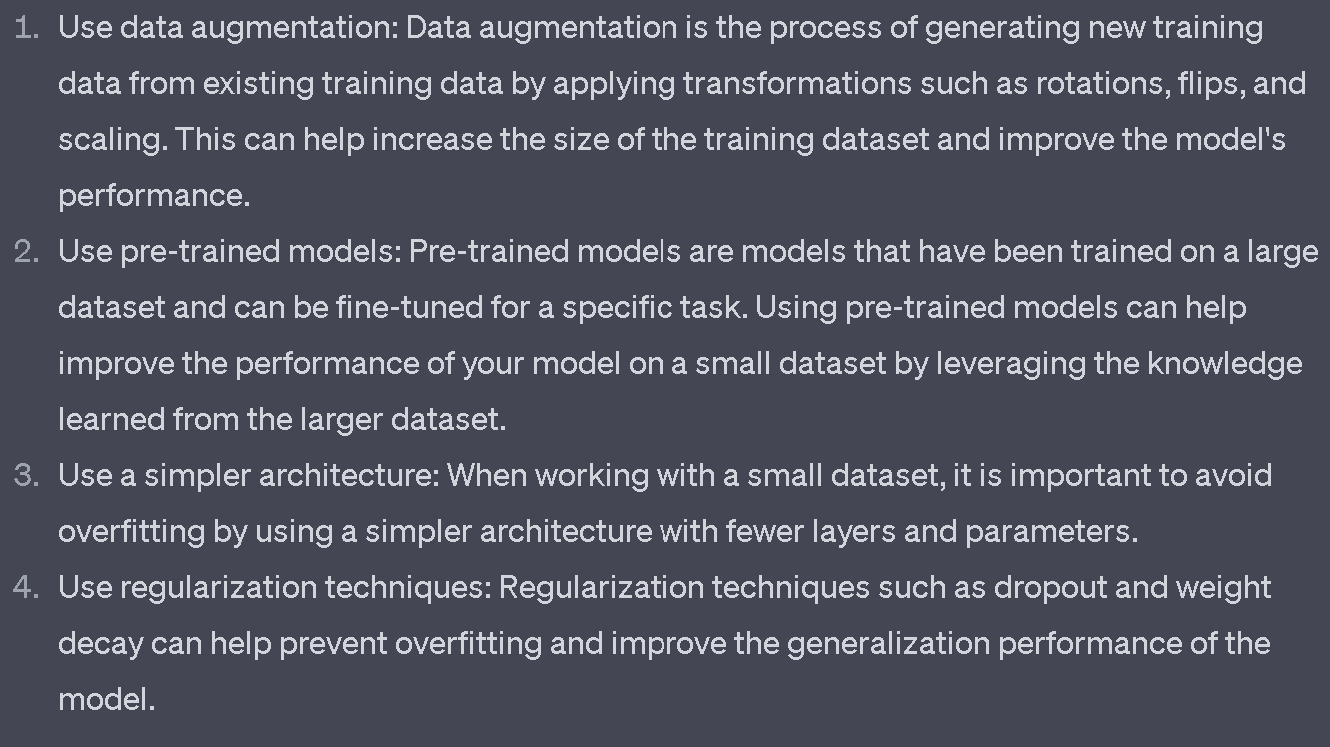 1. Use data augmentation: Data augmentation is the process of generating new training
data from existing training data by applying transformations such as rotations, flips, and
scaling. This can help increase the size of the training dataset and improve the model's
performance.
2. Use pre-trained models: Pre-trained models are models that have been trained on a large
dataset and can be fine-tuned for a specific task. Using pre-trained models can help
improve the performance of your model on a small dataset by leveraging the knowledge
learned from the larger dataset.
3. Use a simpler architecture: When working with a small dataset, it is important to avoid
overfitting by using a simpler architecture with fewer layers and parameters.
4. Use regularization techniques: Regularization techniques such as dropout and weight
decay can help prevent overfitting and improve the generalization performance of the
model.